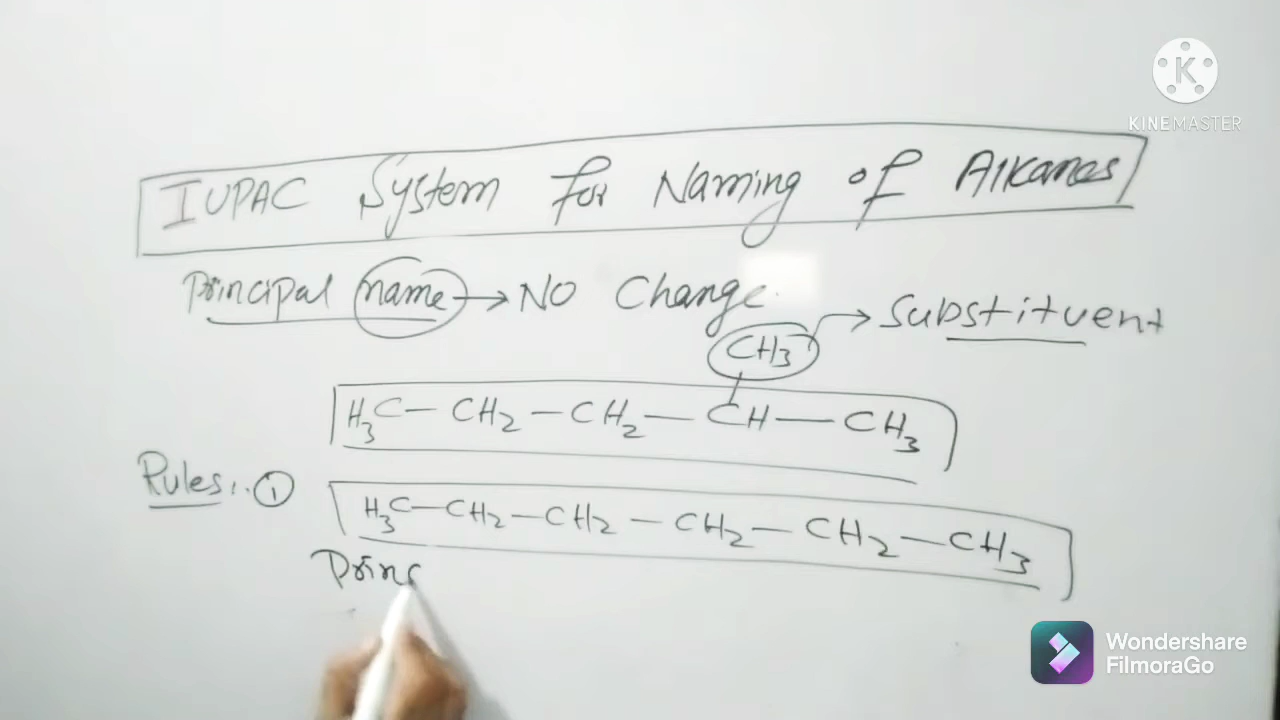 KINEMASTER
IUPAC System for Naming of Alkanes
Principal name → NO Change
CH3 → Substituent
H3C — CH2 — CH2 — CH — CH3
Rules:. ①
H3C — CH2 — CH2 — CH2 — CH2 — CH3
Princ
Wondershare
FilmoraGo